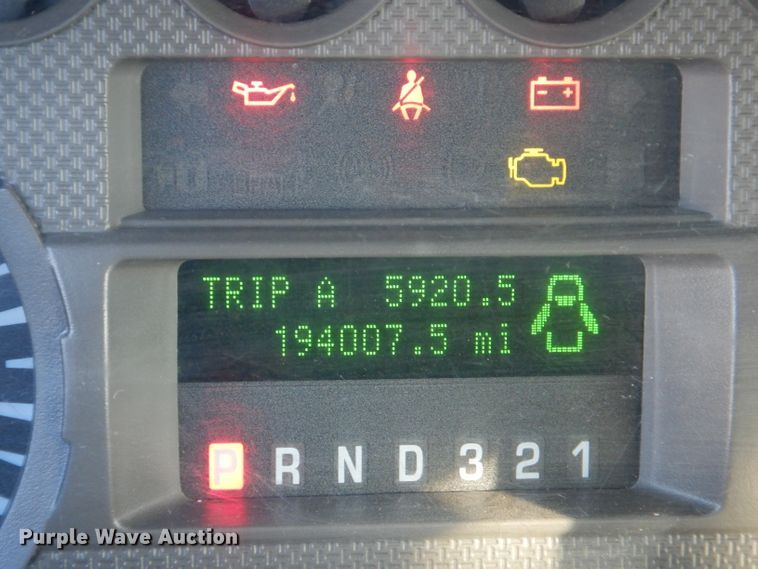 TRIP A 5920.5
194007.5 mi
P R N D 3 2 1
Purple Wave Auction